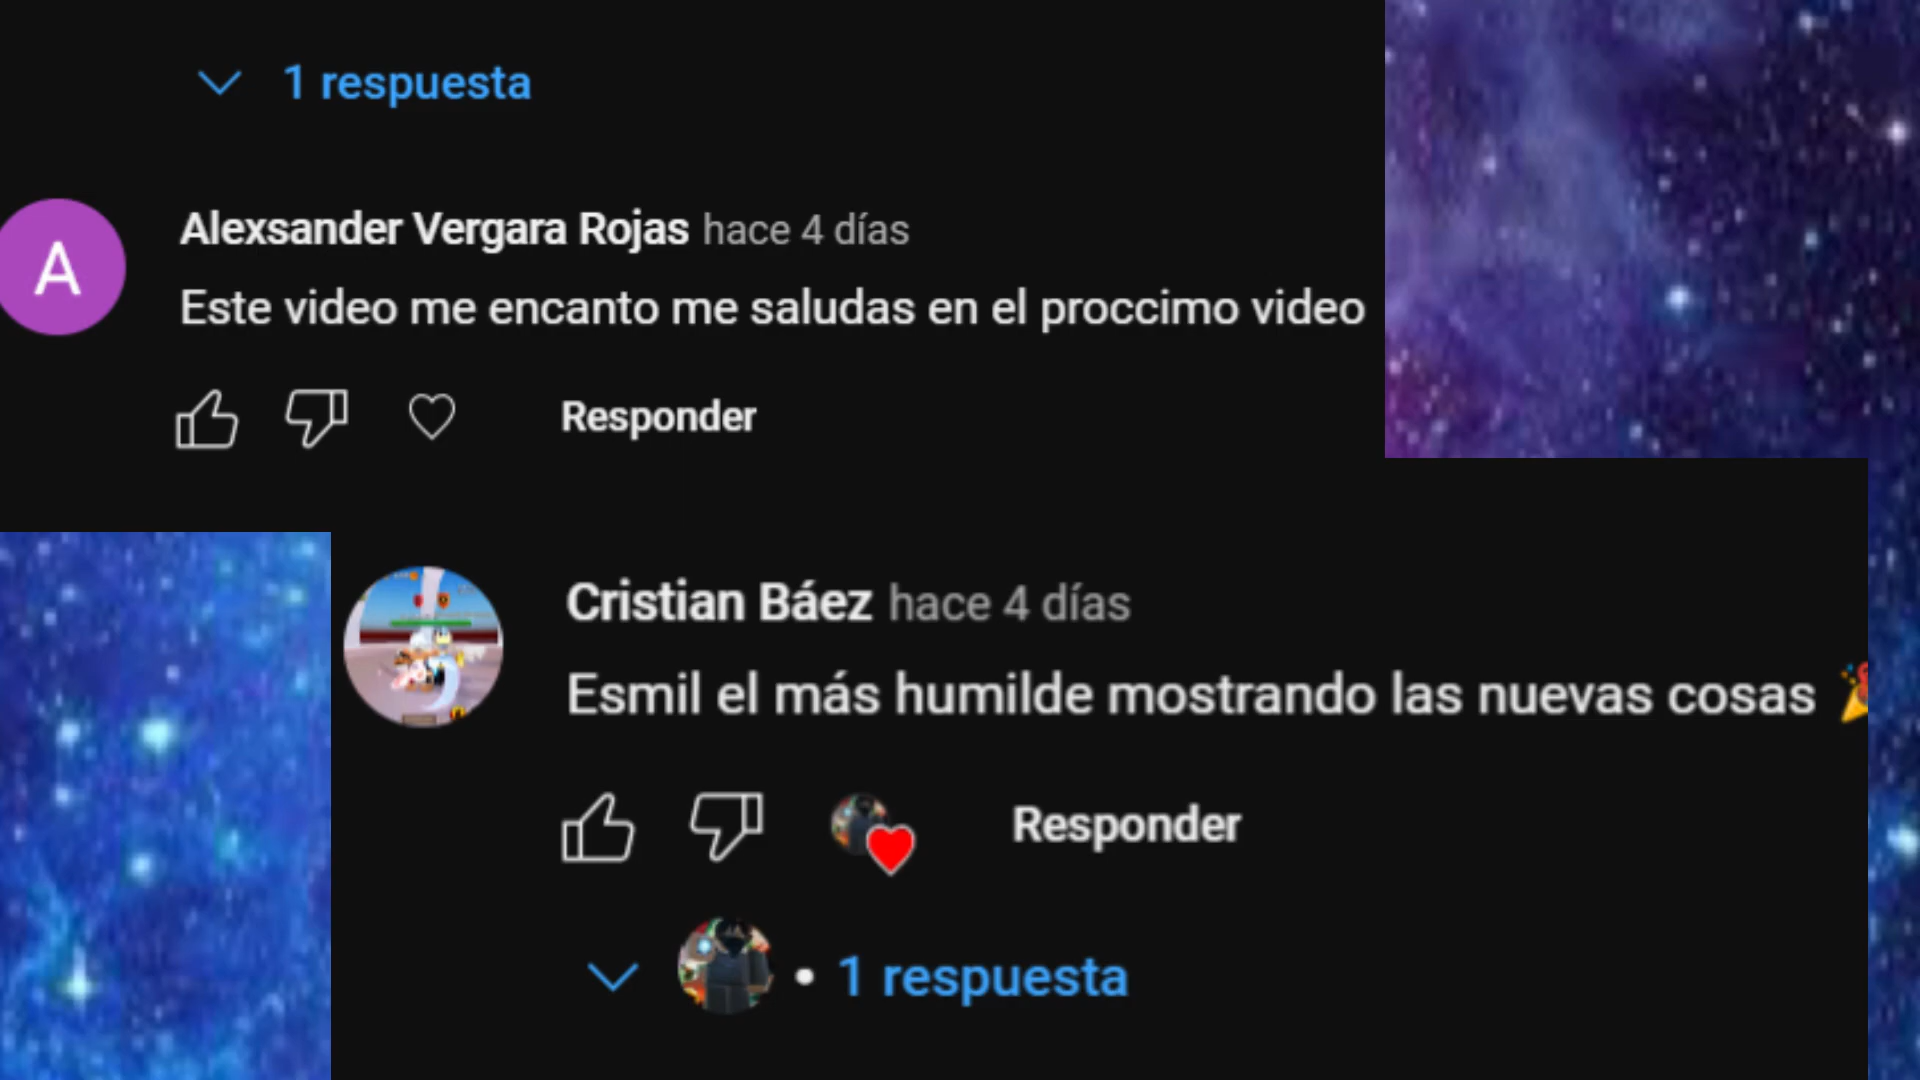 1 respuesta
A
Alexsander Vergara Rojas hace 4 días
Este video me encanto me saludas en el proccimo video
Responder
Cristian Báez hace 4 días
Esmil el más humilde mostrando las nuevas cosas 🎉
Responder
• 1 respuesta